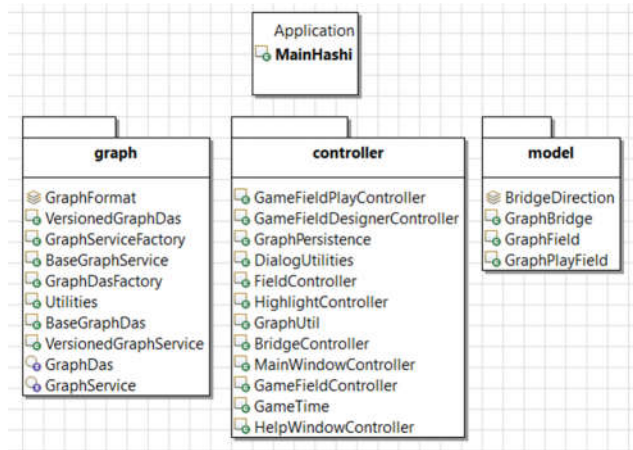 Application
MainHashi
graph
GraphFormat
VersionedGraphDas
GraphServiceFactory
BaseGraphService
GraphDasFactory
Utilities
BaseGraphDas
VersionedGraphService
GraphDas
GraphService
controller
GameFieldPlayController
GameFieldDesignerController
GraphPersistence
DialogUtilities
FieldController
HighlightController
GraphUtil
BridgeController
MainWindowController
GameFieldController
GameTime
HelpWindowController
model
BridgeDirection
GraphBridge
GraphField
GraphPlayField